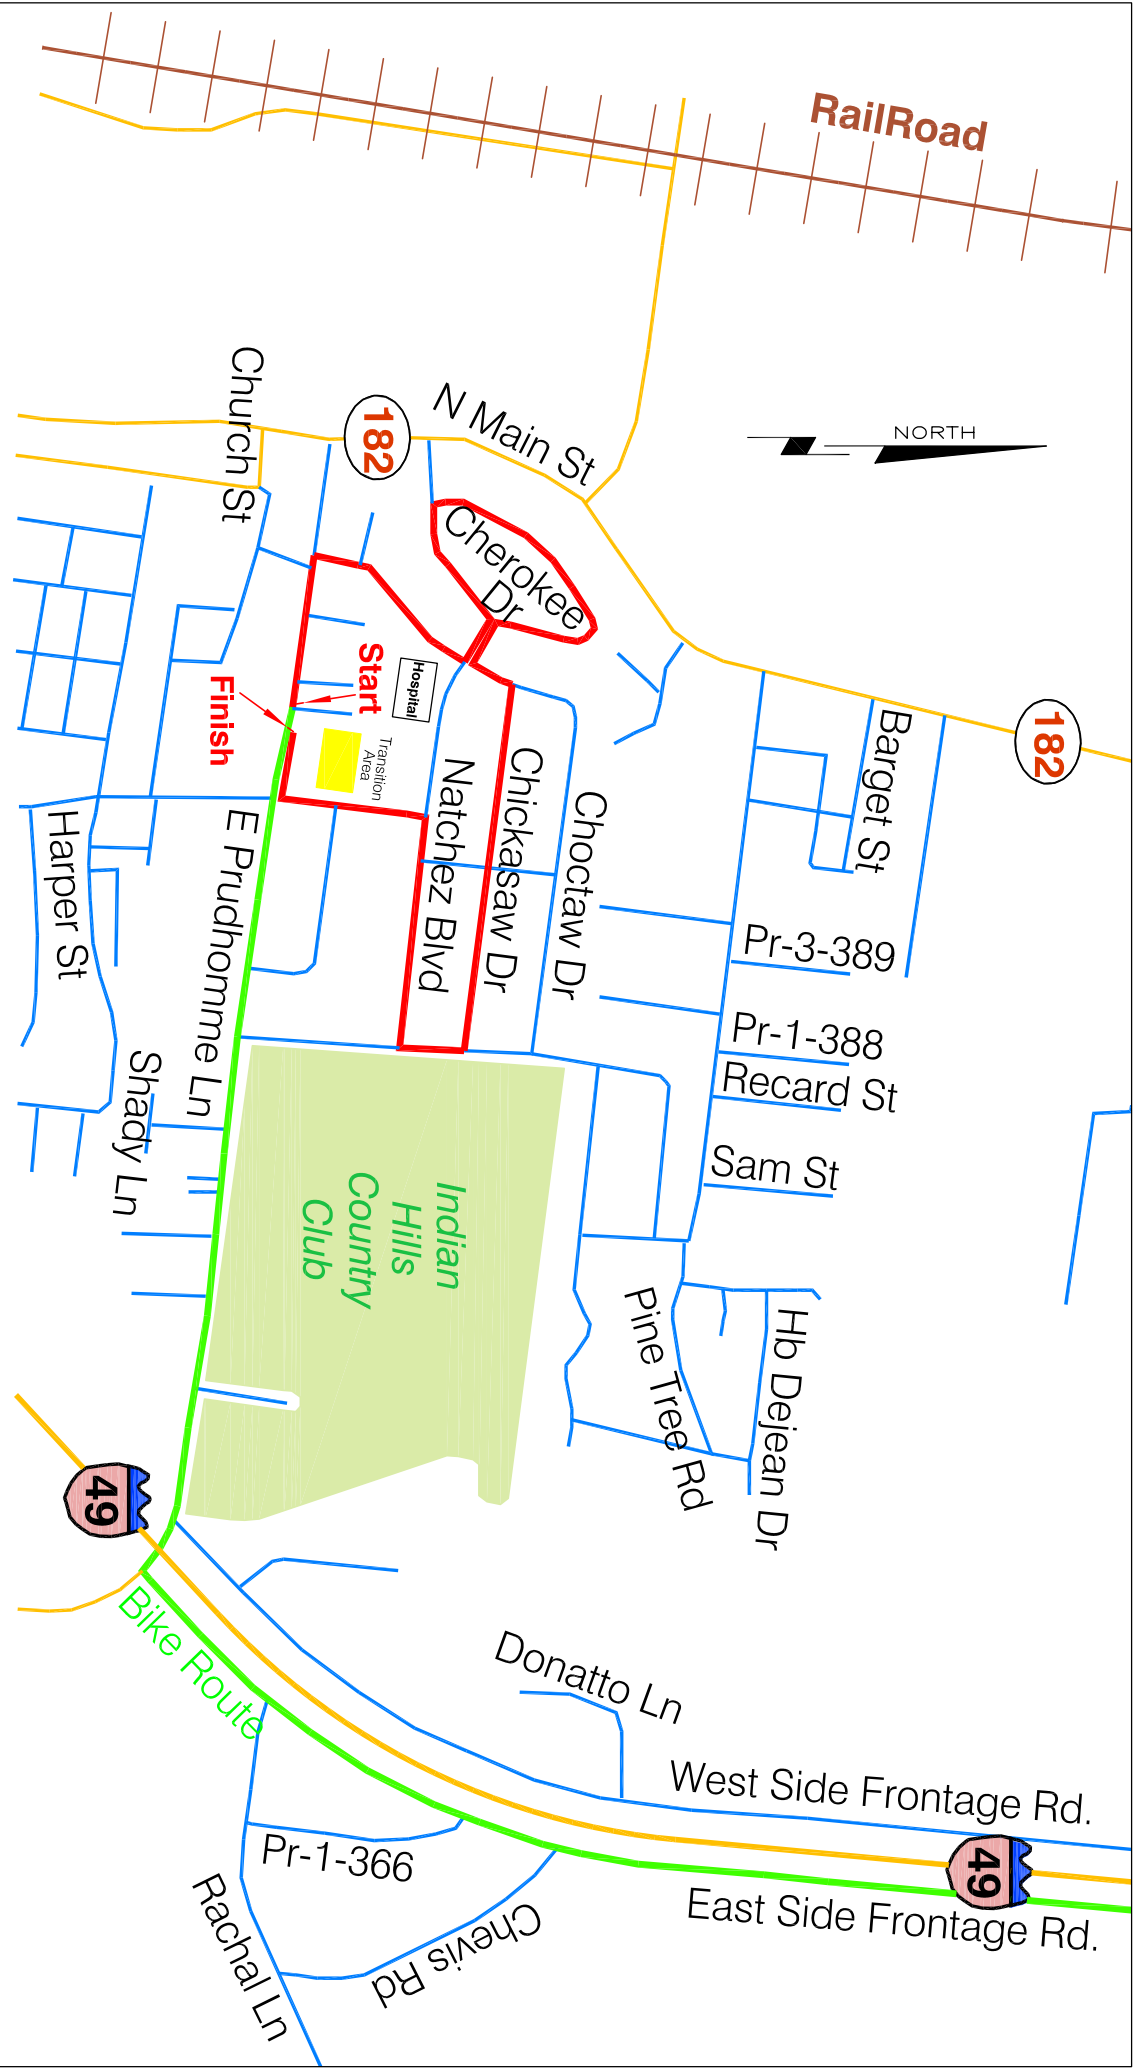 RailRoad
NORTH
Church St
182
N Main St
Cherokee
Dr
182
Barget St
Start
Finish
Hospital
Transition
Area
Natchez Blvd
Chickasaw Dr
Choctaw Dr
Harper St
E Prudhomme Ln
Shady Ln
Pr-3-389
Pr-1-388
Recard St
Sam St
Indian
Hills
Country
Club
Pine Tree Rd
Hb Dejean Dr
49
Bike Route
Donatto Ln
West Side Frontage Rd.
49
East Side Frontage Rd.
Pr-1-366
Chevis Rd
Rachal Ln